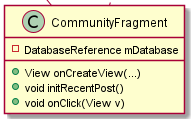 C CommunityFragment
DatabaseReference mDatabase
View onCreateView(...)
void initRecentPost()
void onClick(View v)